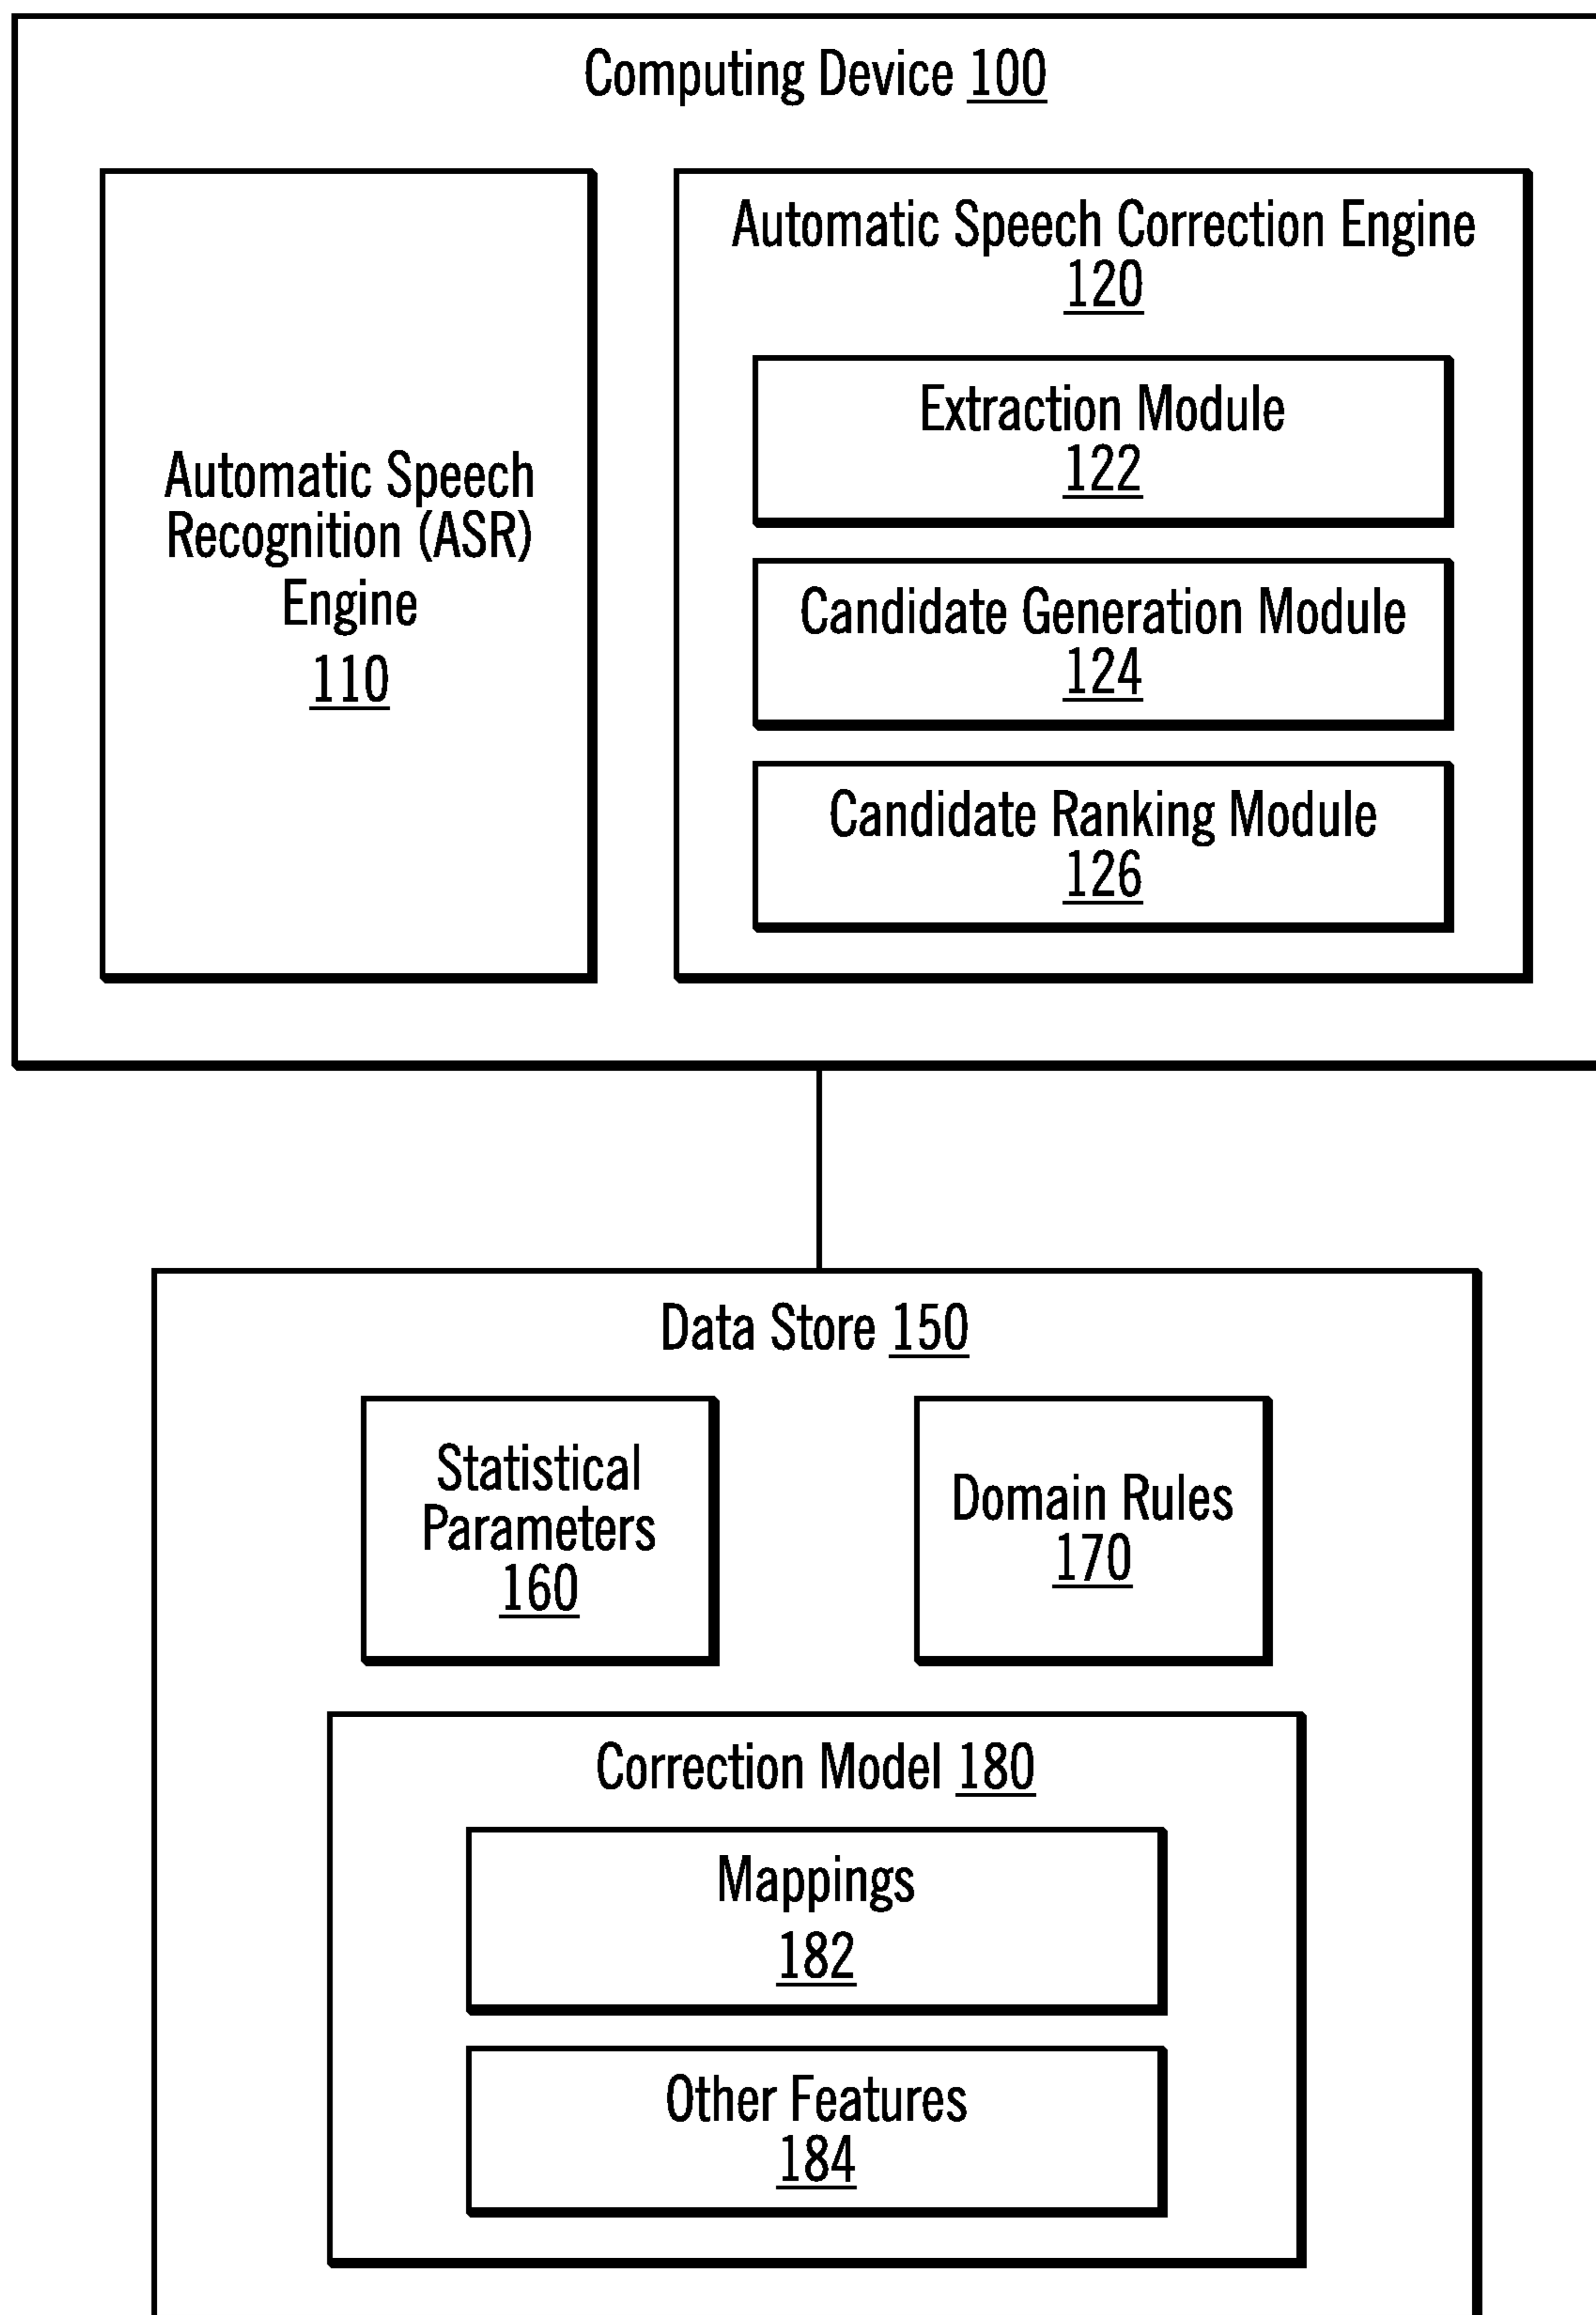 Computing Device 100
Automatic Speech
Recognition (ASR)
Engine
110
Automatic Speech Correction Engine
120
Extraction Module
122
Candidate Generation Module
124
Candidate Ranking Module
126
Data Store 150
Statistical
Parameters
160
Domain Rules
170
Correction Model 180
Mappings
182
Other Features
184